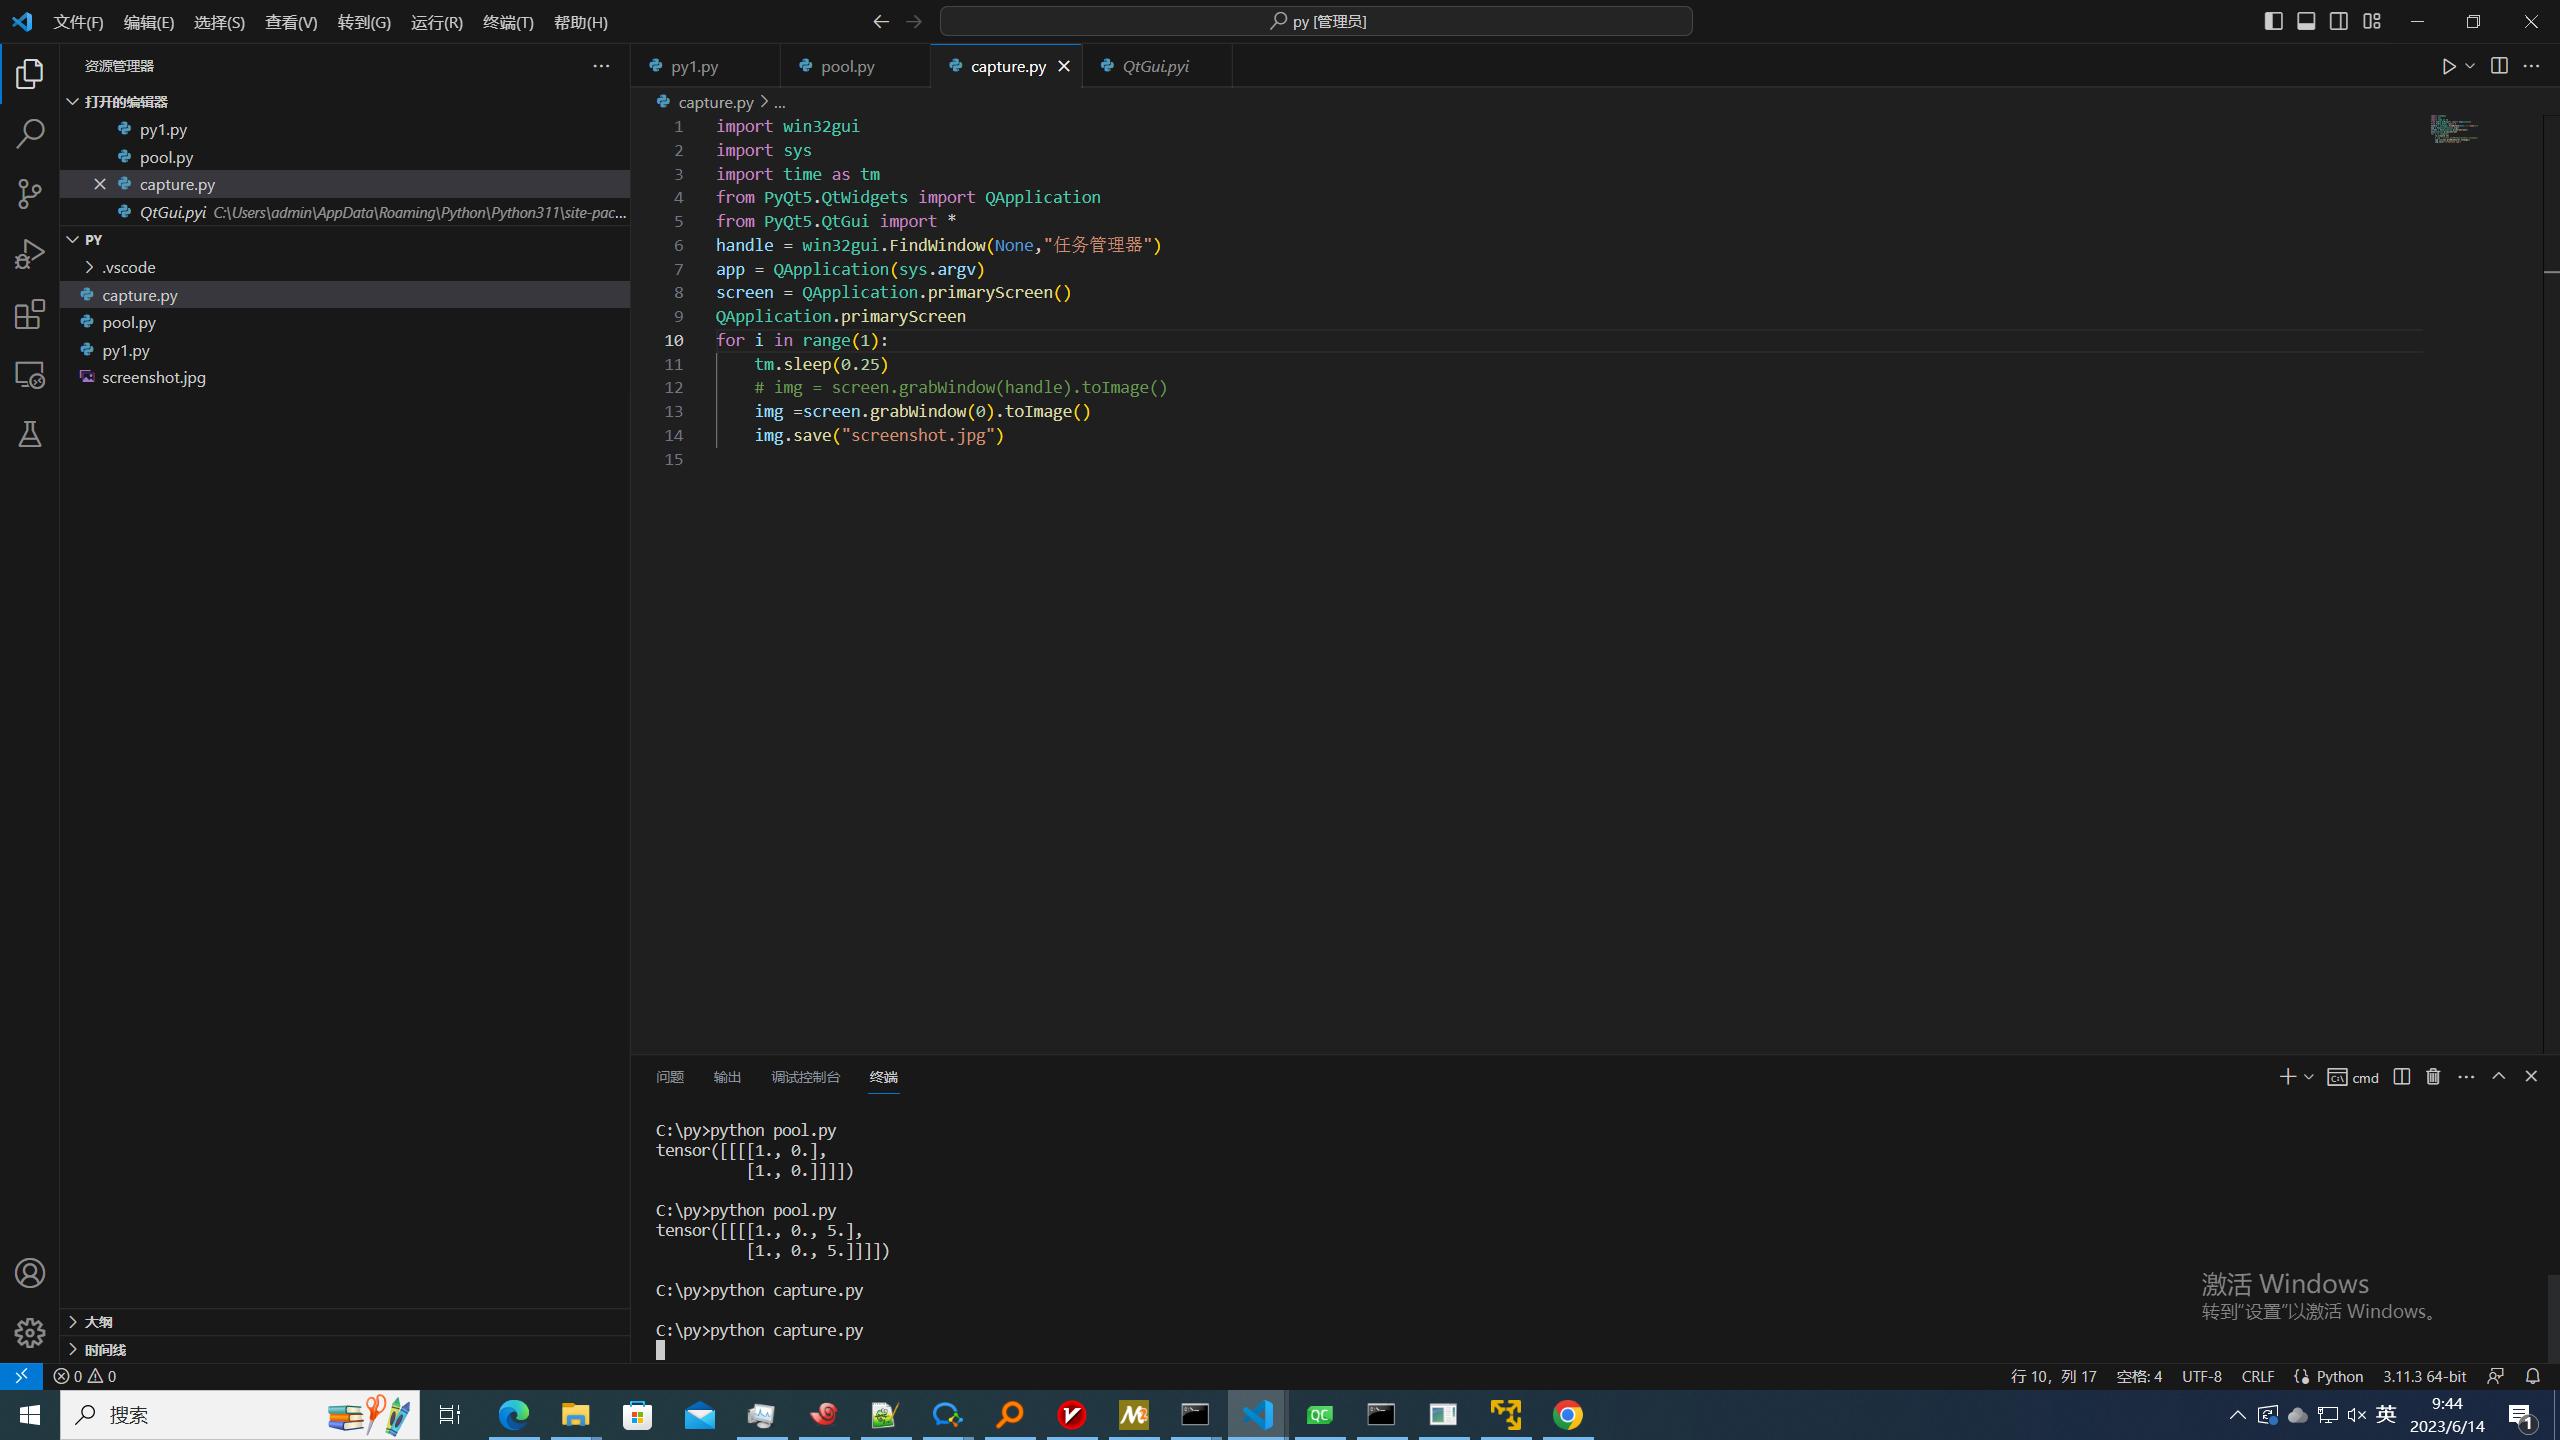 文件(F) 编辑(E) 选择(S) 查看(V) 转到(G) 运行(R) 终端(T) 帮助(H)
py [管理员]
资源管理器
打开的编辑器
py1.py
pool.py
capture.py
QtGui.pyi C:\Users\admin\AppData\Roaming\Python\Python311\site-pac...
PY
.vscode
capture.py
pool.py
py1.py
screenshot.jpg
大纲
时间线
py1.py pool.py capture.py QtGui.pyi
capture.py > ...
1 import win32gui
2 import sys
3 import time as tm
4 from PyQt5.QtWidgets import QApplication
5 from PyQt5.QtGui import *
6 handle = win32gui.FindWindow(None,"任务管理器")
7 app = QApplication(sys.argv)
8 screen = QApplication.primaryScreen()
9 QApplication.primaryScreen
10 for i in range(1):
11     tm.sleep(0.25)
12     # img = screen.grabWindow(handle).toImage()
13     img =screen.grabWindow(0).toImage()
14     img.save("screenshot.jpg")
15
问题 输出 调试控制台 终端
cmd
C:\py>python pool.py
tensor([[[[1., 0.],
          [1., 0.]]]])
C:\py>python pool.py
tensor([[[[1., 0., 5.],
          [1., 0., 5.]]]])
C:\py>python capture.py
C:\py>python capture.py
激活 Windows
转到“设置”以激活 Windows。
0 0
行 10，列 17 空格: 4 UTF-8 CRLF Python 3.11.3 64-bit
搜索
QC
英
9:44
2023/6/14
1